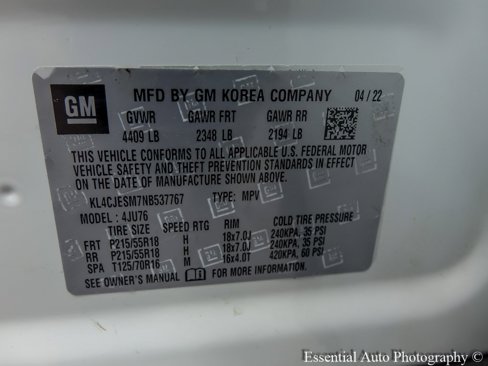 GM
MFD BY GM KOREA COMPANY 04 / 22
GVWR GAWR FRT GAWR RR
4409 LB 2348 LB 2194 LB
THIS VEHICLE CONFORMS TO ALL APPLICABLE U.S. FEDERAL MOTOR
VEHICLE SAFETY AND THEFT PREVENTION STANDARDS IN EFFECT ON
THE DATE OF MANUFACTURE SHOWN ABOVE.
KL4CJESM7NB537767 TYPE: MPV
MODEL: 4JU76
TIRE SIZE SPEED RTG RIM COLD TIRE PRESSURE
FRT P215/55R18 H 18x7.0J 240KPA, 35 PSI
RR P215/55R18 H 18x7.0J 240KPA, 35 PSI
SPA T125/70R16 M 16x4.0T 420KPA, 60 PSI
SEE OWNER'S MANUAL FOR MORE INFORMATION
Essential Auto Photography ©